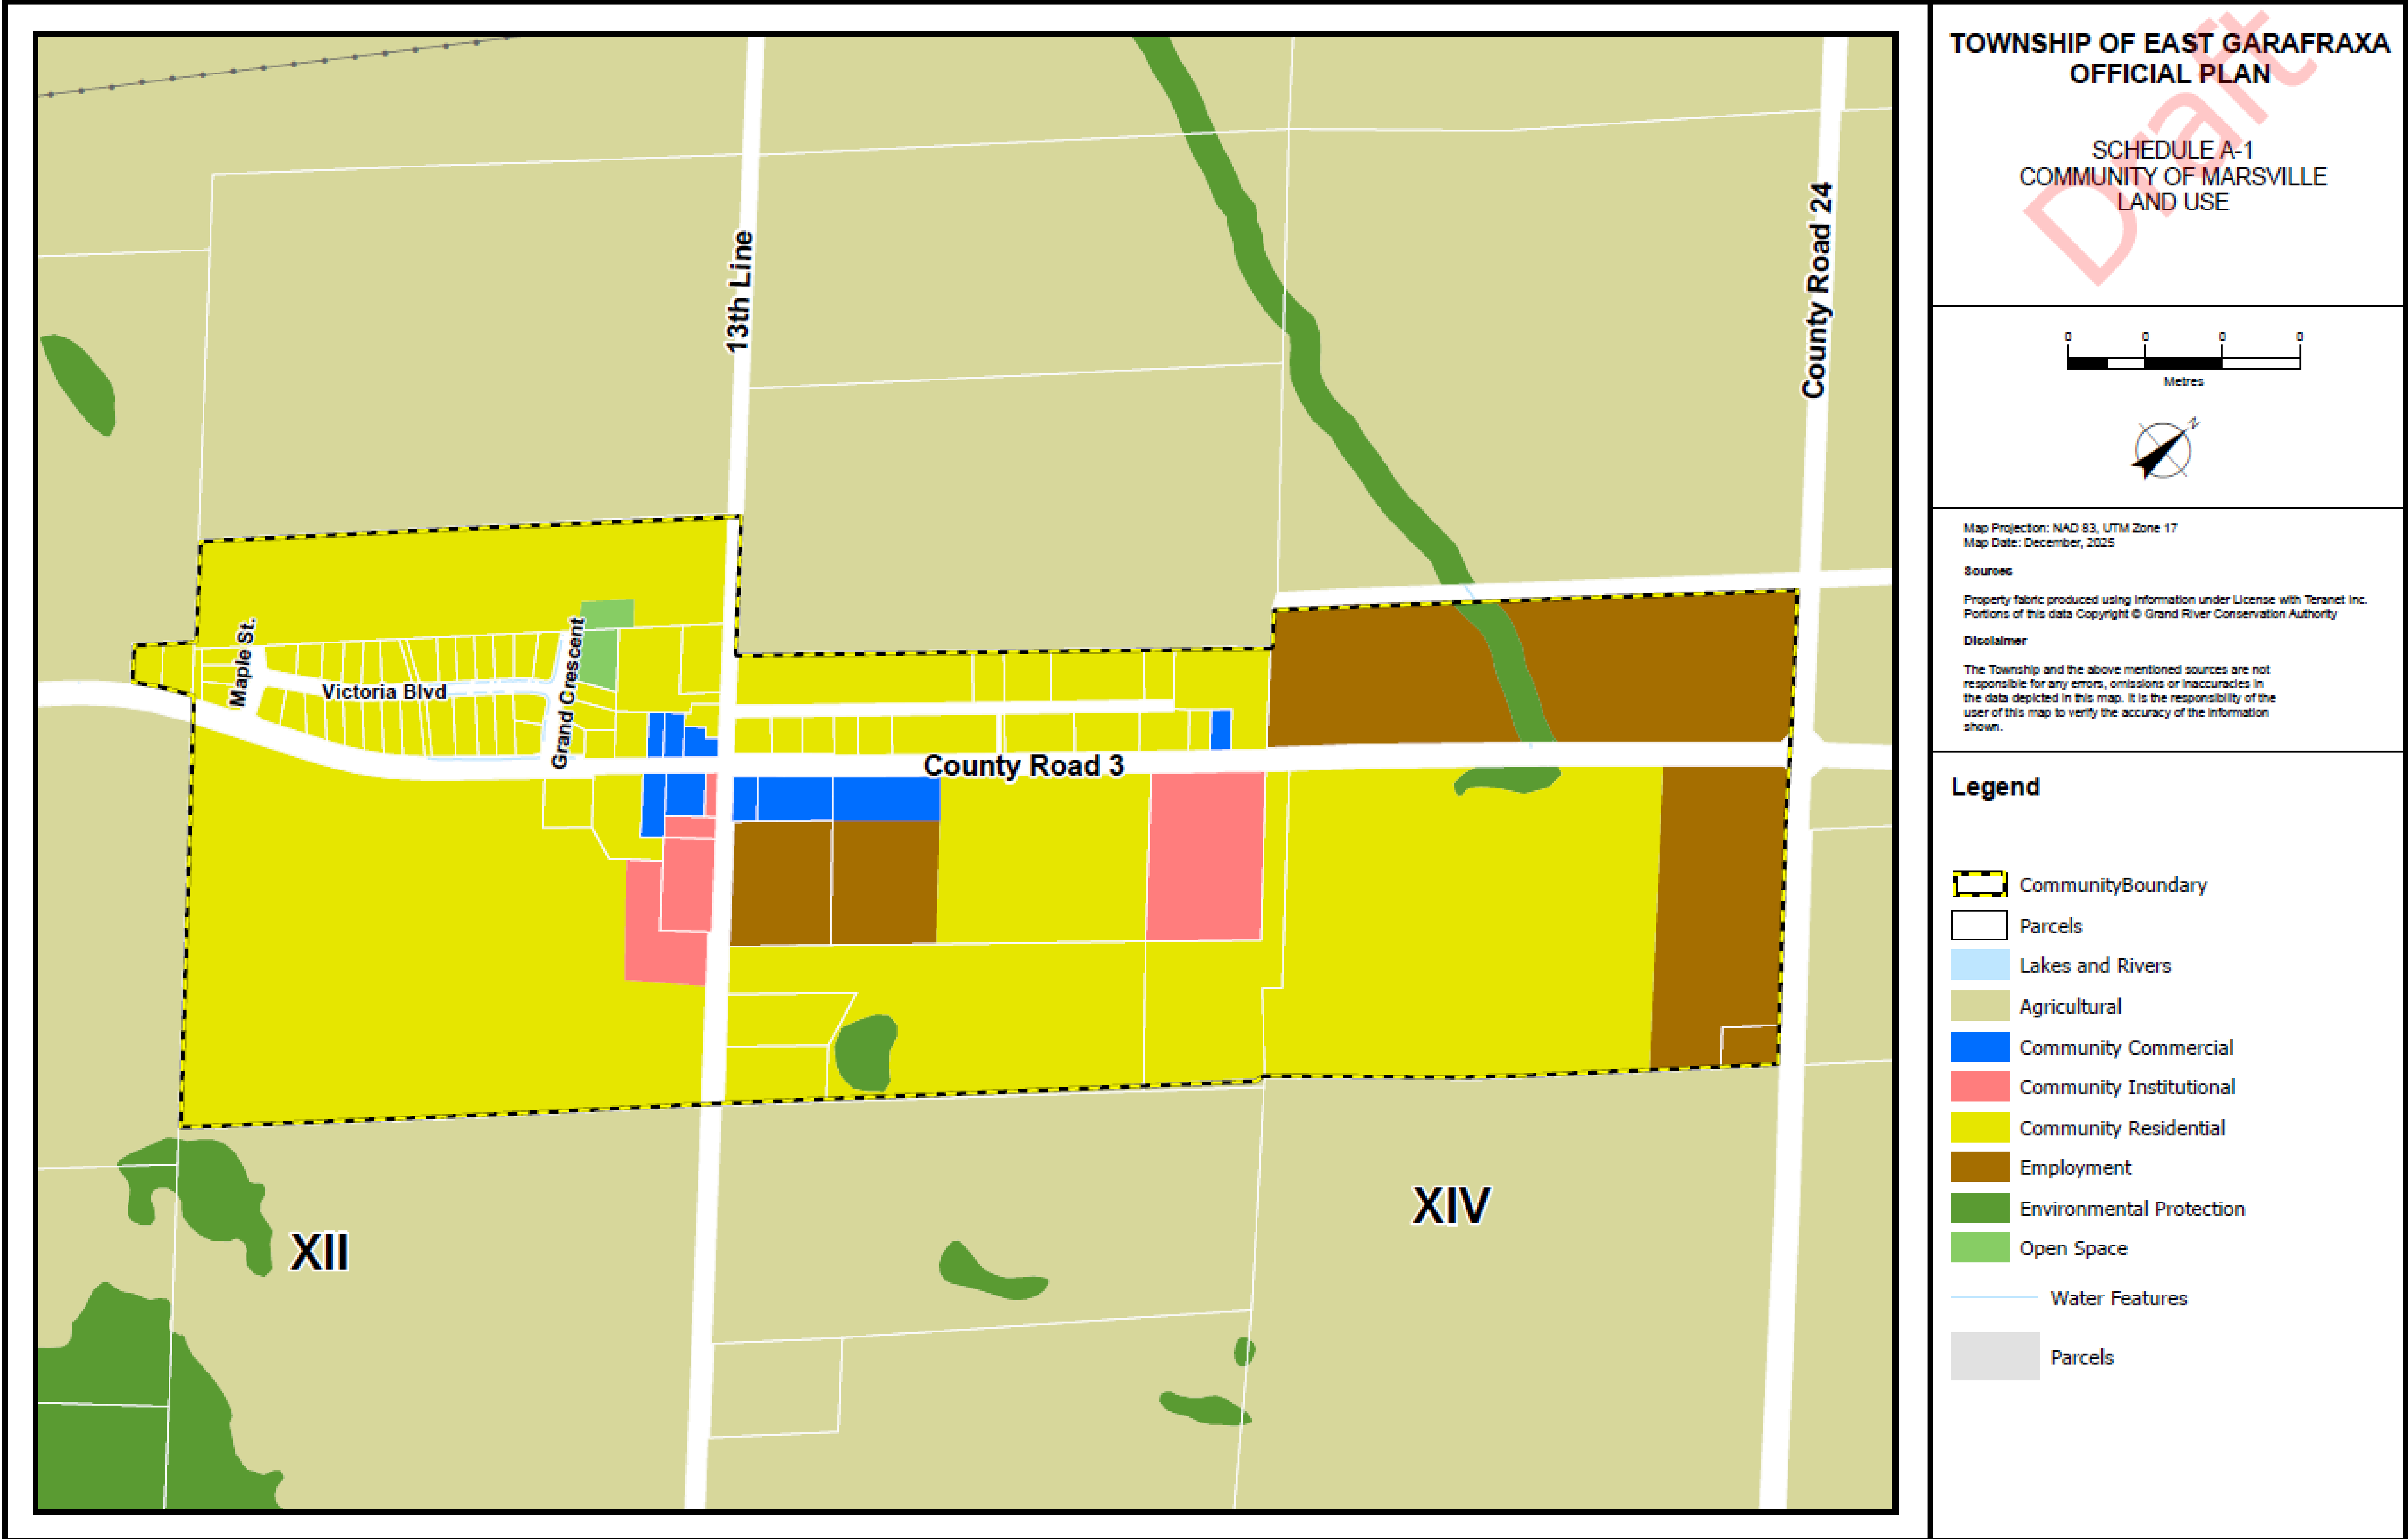 TOWNSHIP OF EAST GARAFRAXA
OFFICIAL PLAN
SCHEDULE A-1
COMMUNITY OF MARSVILLE
LAND USE
Draft
0 0 0 0
Metres
N
Map Projection: NAD 83, UTM Zone 17
Map Date: December, 2025
Sources
Property fabric produced using information under License with Teranet Inc.
Portions of this data Copyright © Grand River Conservation Authority
Disclaimer
The Township and the above mentioned sources are not
responsible for any errors, omissions or inaccuracies in
the data depicted in this map. It is the responsibility of the
user of this map to verify the accuracy of the information
shown.
Legend
CommunityBoundary
Parcels
Lakes and Rivers
Agricultural
Community Commercial
Community Institutional
Community Residential
Employment
Environmental Protection
Open Space
Water Features
Parcels
13th Line
County Road 24
Maple St.
Victoria Blvd
Grand Crescent
County Road 3
XII
XIV